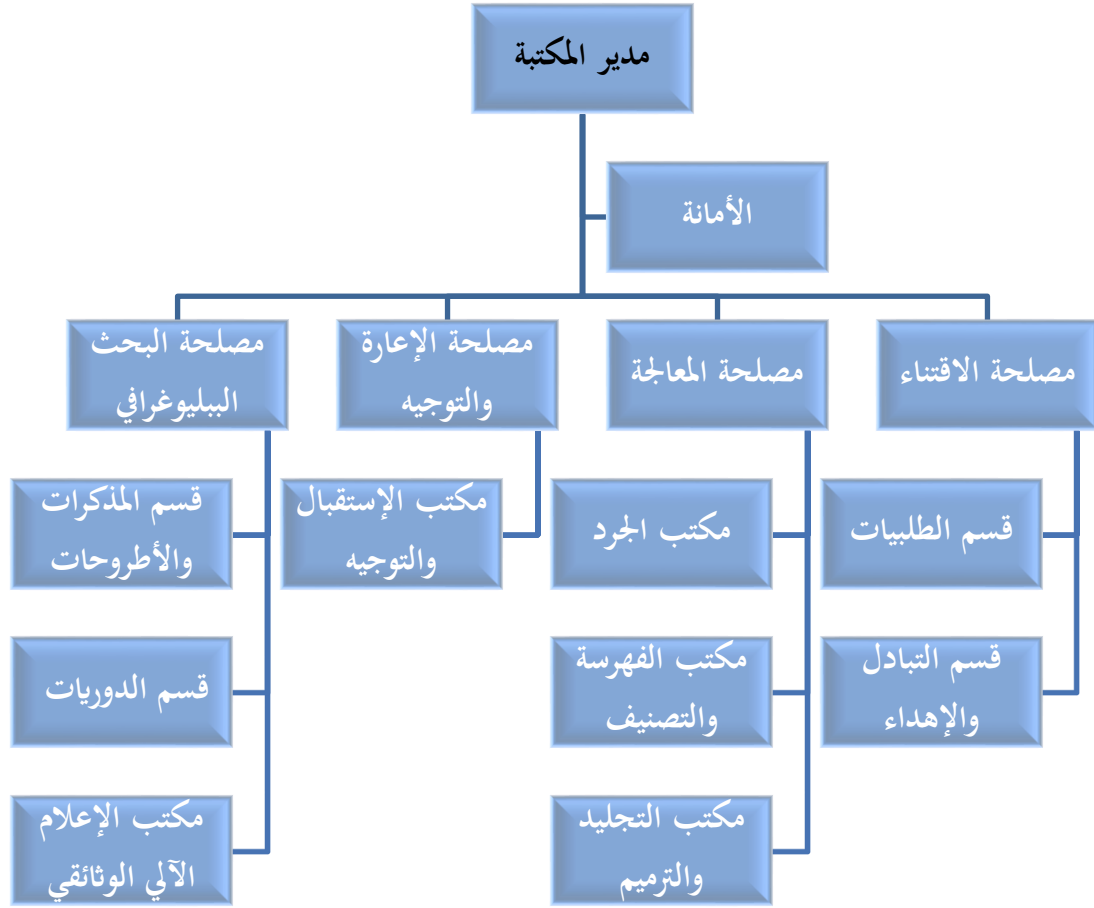 مدير المكتبة
الأمانة
مصلحة الاقتناء
مصلحة المعالجة
مصلحة الإعارة
والتوجيه
مصلحة البحث
الببليوغرافي
قسم الطلبيات
مكتب الجرد
مكتب الإستقبال
والتوجيه
قسم المذكرات
والأطروحات
قسم التبادل
والإهداء
مكتب الفهرسة
والتصنيف
قسم الدوريات
مكتب التجليد
والترميم
مكتب الإعلام
الآلي الوثائقي